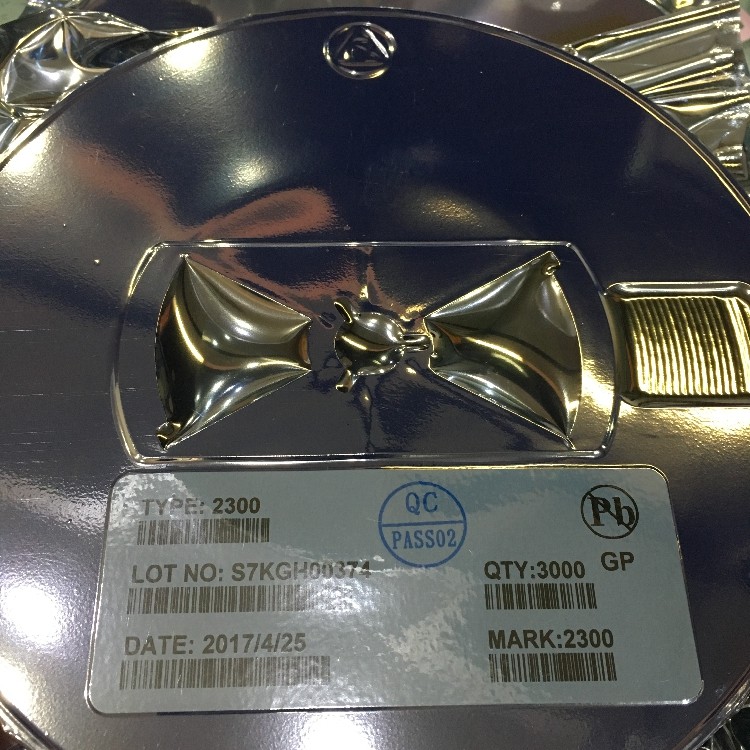 TYPE: 2300
QC
PASS02
Pb
LOT NO: S7KGH00374
QTY:3000 GP
DATE: 2017/4/25
MARK:2300